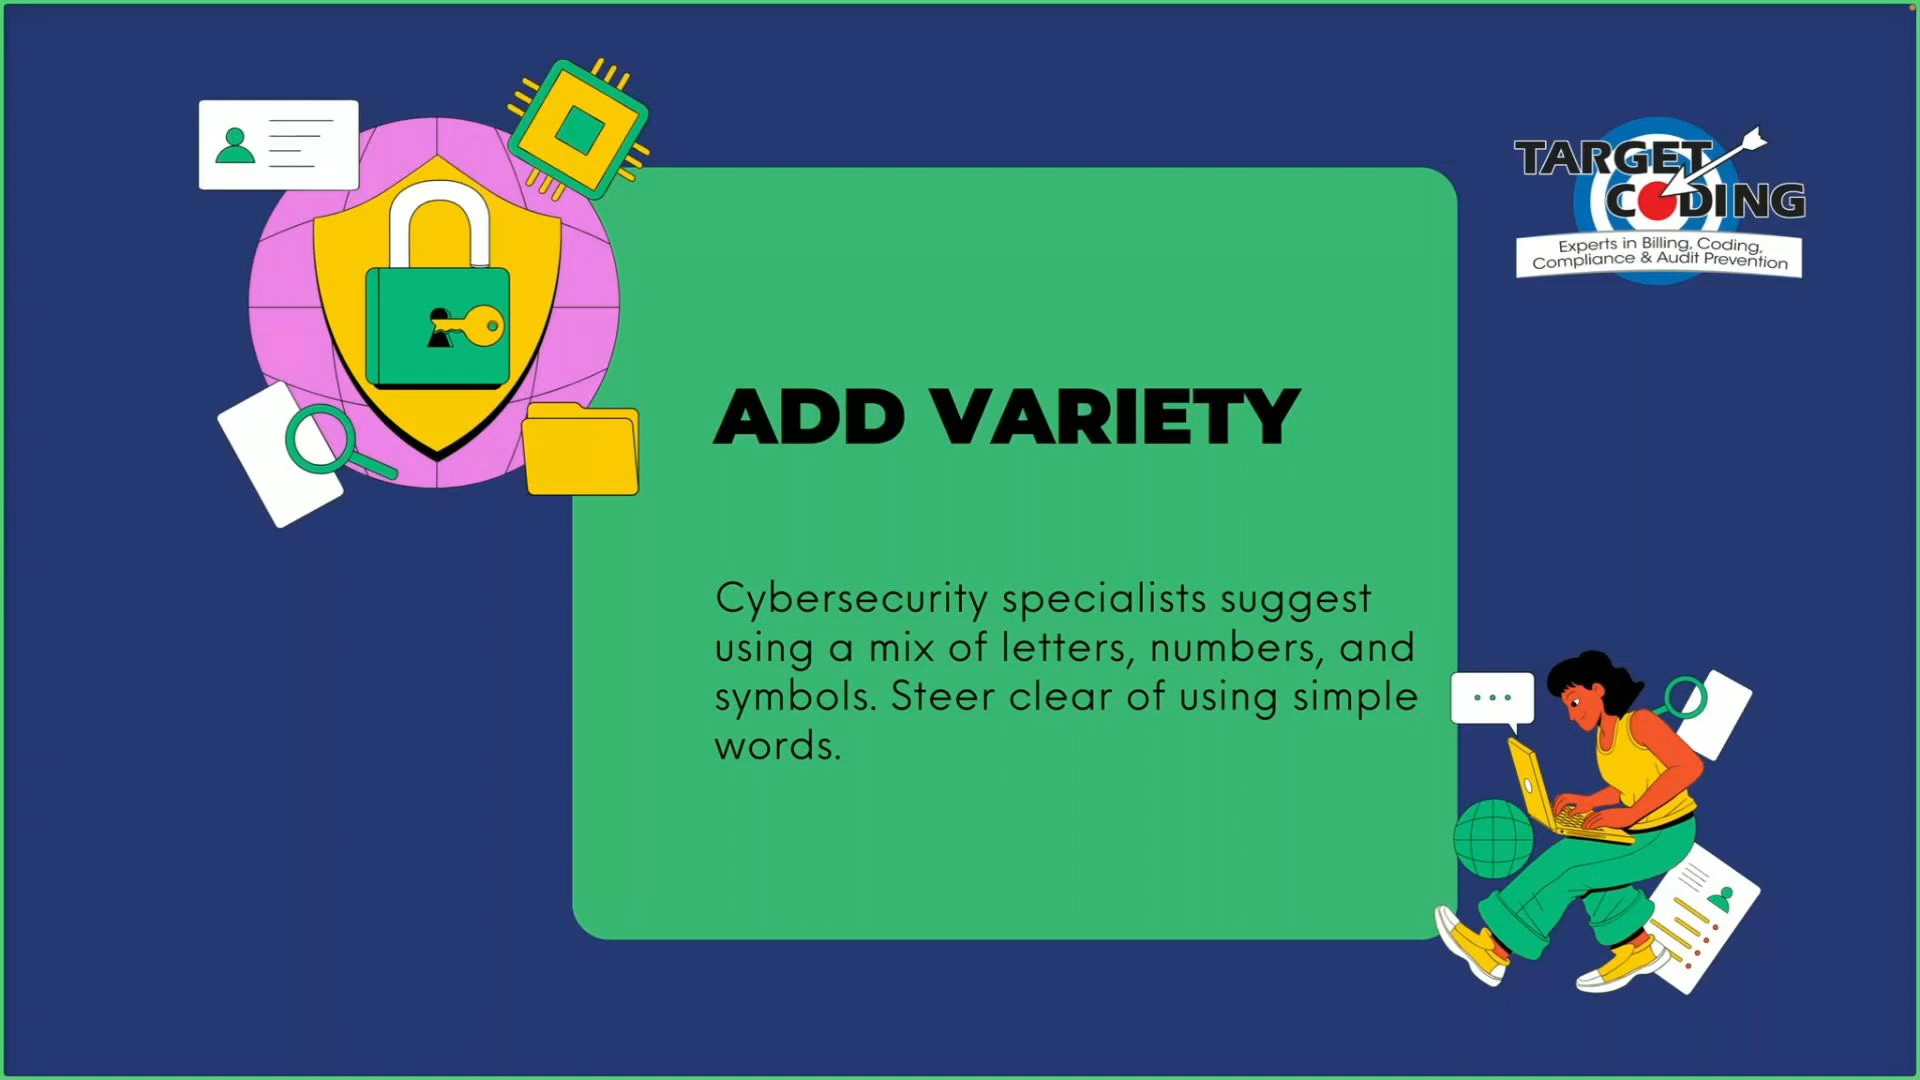 TARGET
CODING
Experts in Billing, Coding,
Compliance & Audit Prevention
ADD VARIETY
Cybersecurity specialists suggest
using a mix of letters, numbers, and
symbols. Steer clear of using simple
words.